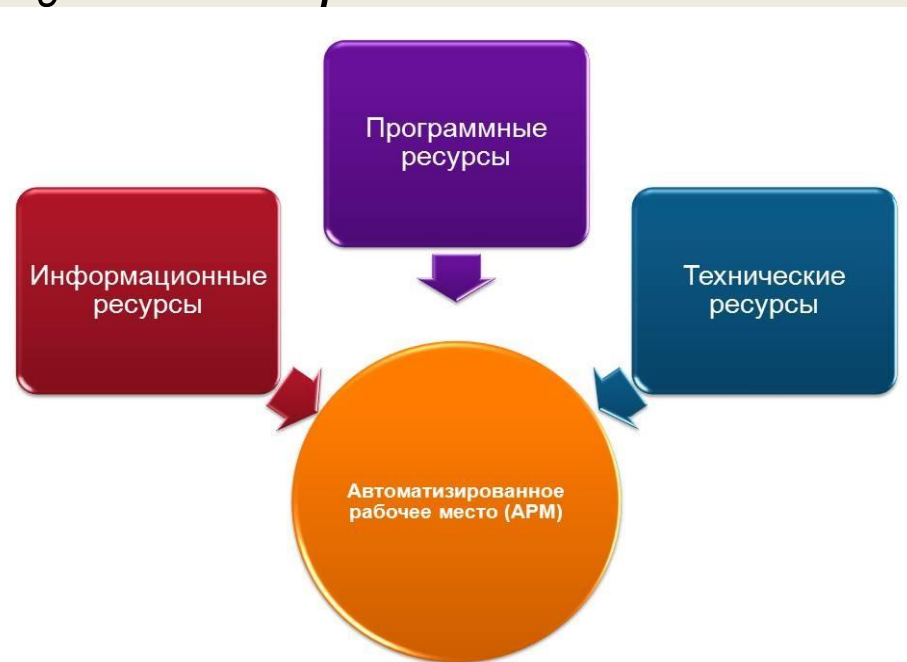 Программные
ресурсы
Информационные
ресурсы
Технические
ресурсы
Автоматизированное
рабочее место (АРМ)